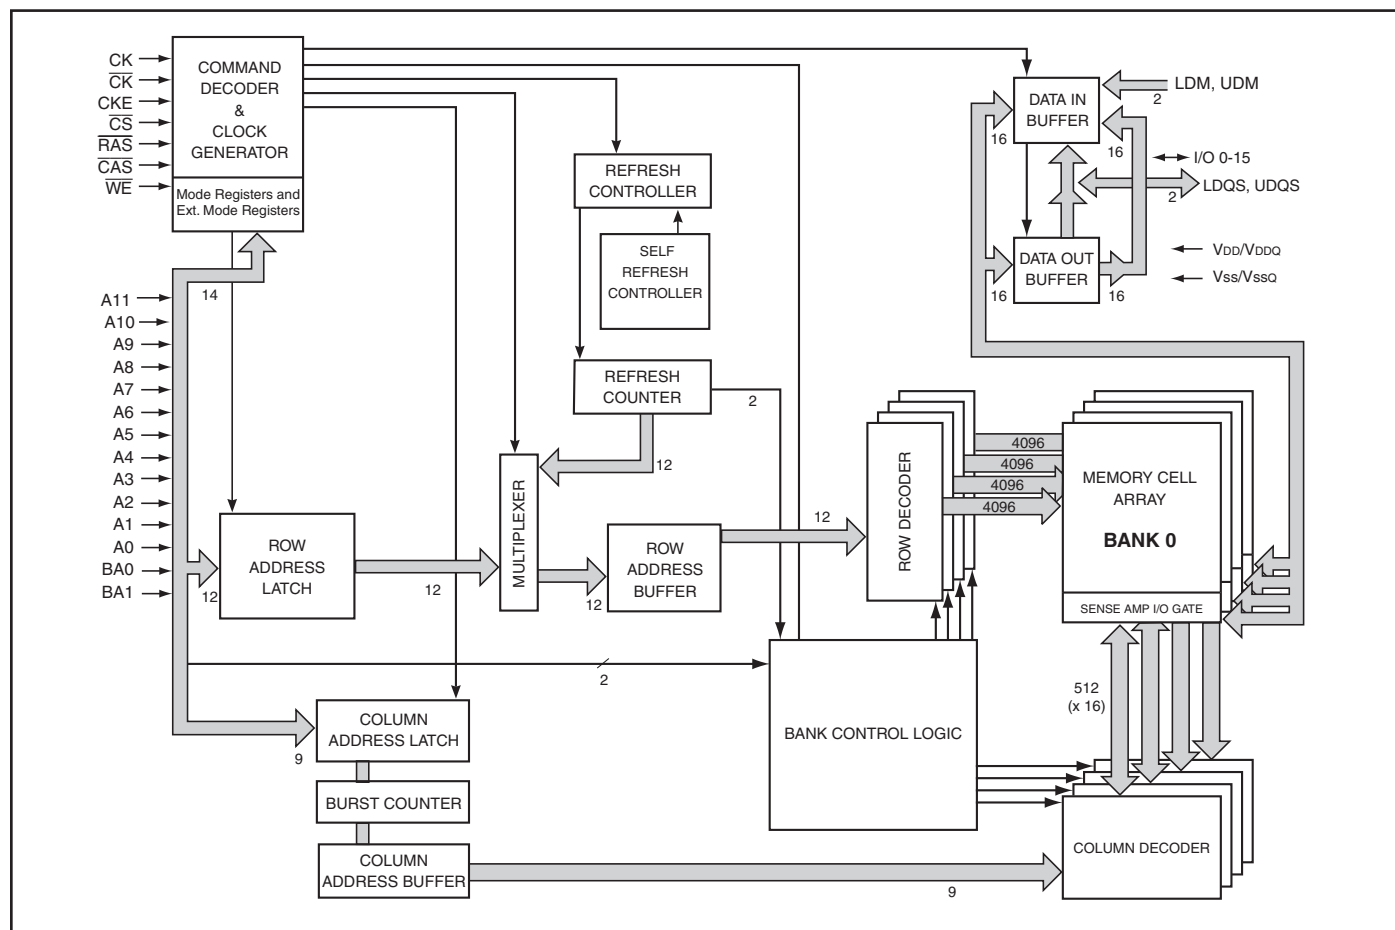 CK
C̅K̅
CKE
C̅S̅
R̅A̅S̅
C̅A̅S̅
W̅E̅
COMMAND
DECODER
&
CLOCK
GENERATOR
Mode Registers and
Ext. Mode Registers
14
A11
A10
A9
A8
A7
A6
A5
A4
A3
A2
A1
A0
BA0
BA1
12
ROW
ADDRESS
LATCH
12
MULTIPLEXER
12
REFRESH
CONTROLLER
SELF
REFRESH
CONTROLLER
REFRESH
COUNTER
2
12
ROW
ADDRESS
BUFFER
12
ROW DECODER
4096
4096
4096
4096
DATA IN
BUFFER
2
LDM, UDM
16
16
I/O 0-15
LDQS, UDQS
2
DATA OUT
BUFFER
16
16
VDD/VDDQ
Vss/VssQ
MEMORY CELL
ARRAY
BANK 0
SENSE AMP I/O GATE
512
(x 16)
2
BANK CONTROL LOGIC
9
COLUMN
ADDRESS LATCH
BURST COUNTER
COLUMN
ADDRESS BUFFER
9
COLUMN DECODER